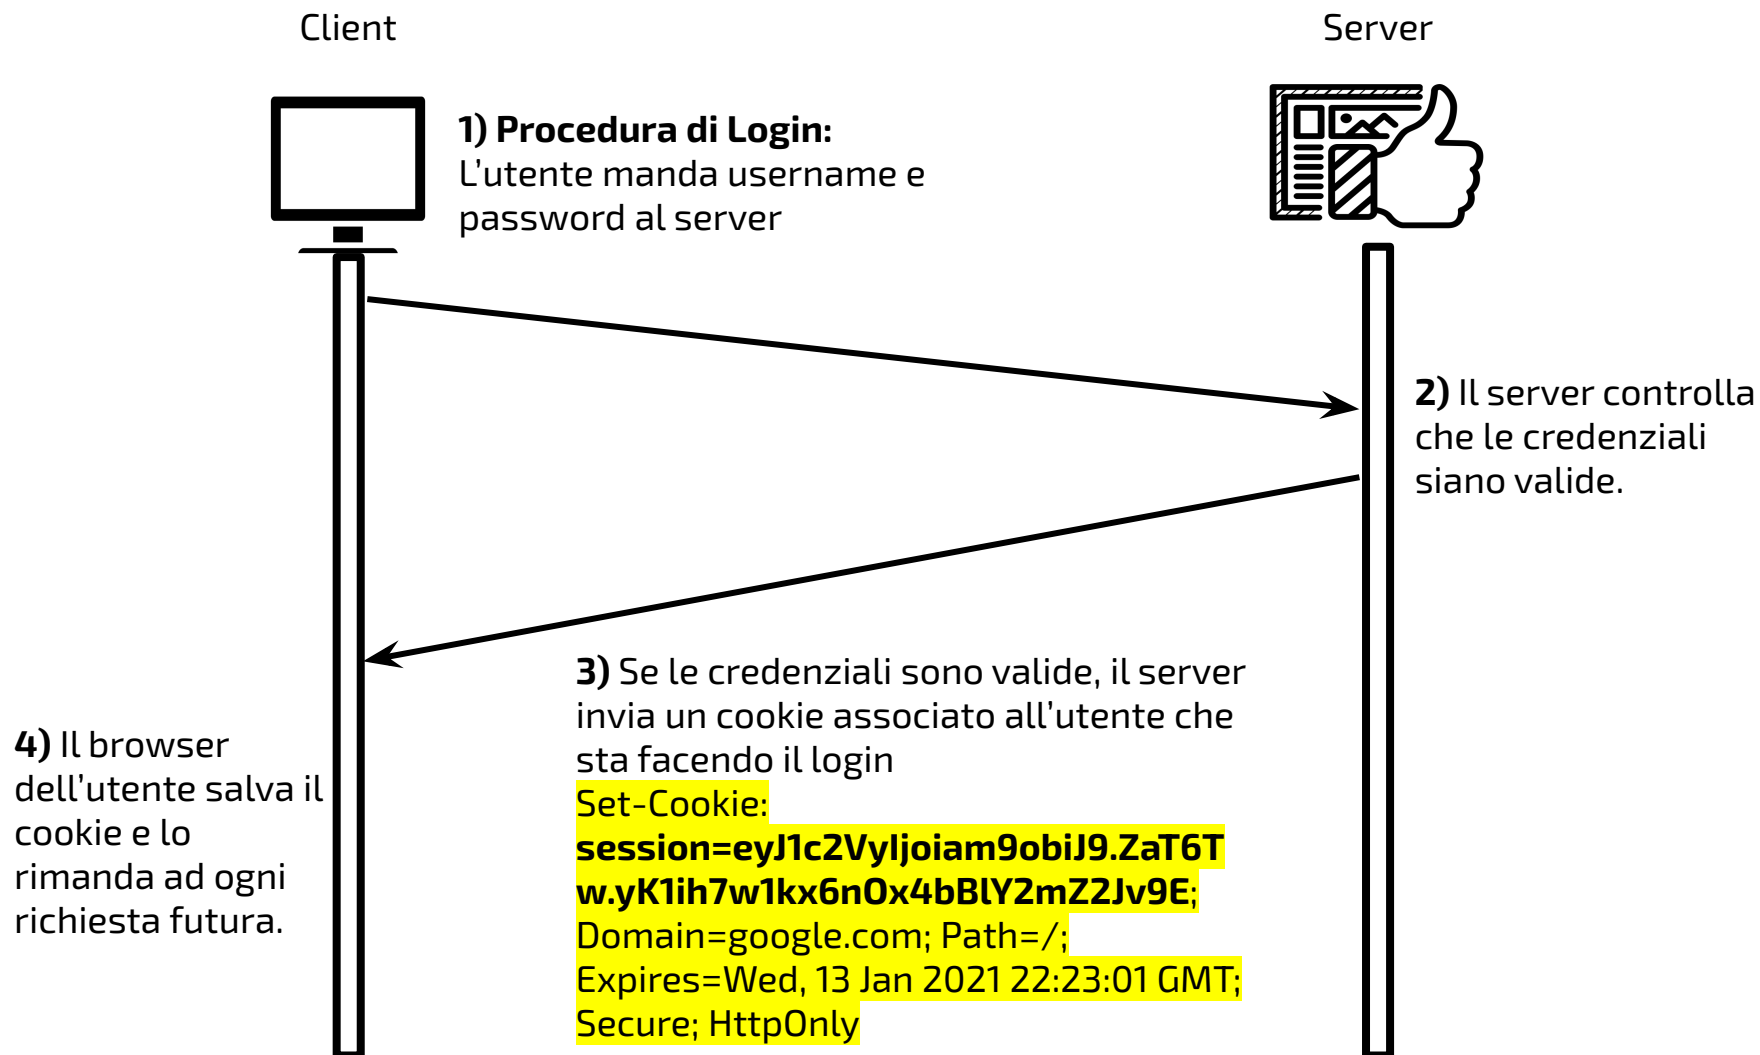 Client
Server
1) Procedura di Login:
L'utente manda username e
password al server
2) Il server controlla
che le credenziali
siano valide.
3) Se le credenziali sono valide, il server
invia un cookie associato all'utente che
sta facendo il login
Set-Cookie:
session=eyJ1c2VyIjoiam9obiJ9.ZaT6T
w.yK1ih7w1kx6nOx4bBlY2mZ2Jv9E;
Domain=google.com; Path=/;
Expires=Wed, 13 Jan 2021 22:23:01 GMT;
Secure; HttpOnly
4) Il browser
dell'utente salva il
cookie e lo
rimanda ad ogni
richiesta futura.